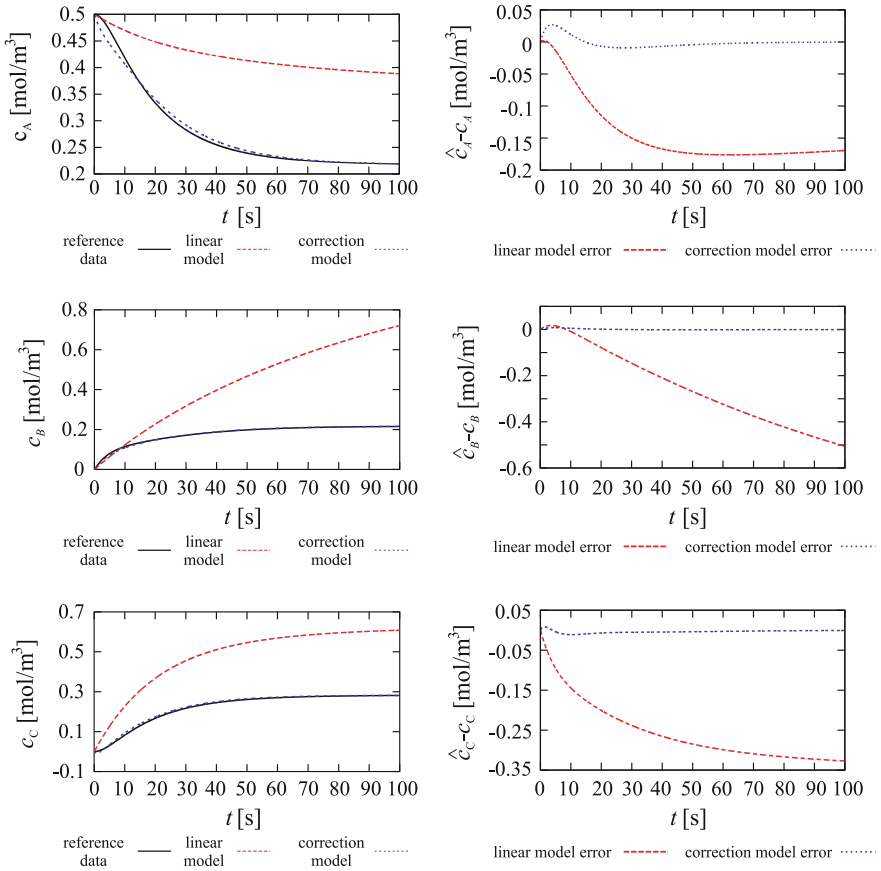 c_A [mol/m³]
0.5
0.45
0.4
0.35
0.3
0.25
0.2
0 10 20 30 40 50 60 70 80 90 100
t [s]
reference data
linear model
correction model
ĉ_A-c_A [mol/m³]
0.05
0
-0.05
-0.1
-0.15
-0.2
0 10 20 30 40 50 60 70 80 90 100
t [s]
linear model error
correction model error
c_B [mol/m³]
0.8
0.6
0.4
0.2
0
0 10 20 30 40 50 60 70 80 90 100
t [s]
reference data
linear model
correction model
ĉ_B-c_B [mol/m³]
0
-0.2
-0.4
-0.6
0 10 20 30 40 50 60 70 80 90 100
t [s]
linear model error
correction model error
c_C [mol/m³]
0.7
0.5
0.3
0.1
-0.1
0 10 20 30 40 50 60 70 80 90 100
t [s]
reference data
linear model
correction model
ĉ_C-c_C [mol/m³]
0.05
-0.05
-0.15
-0.25
-0.35
0 10 20 30 40 50 60 70 80 90 100
t [s]
linear model error
correction model error